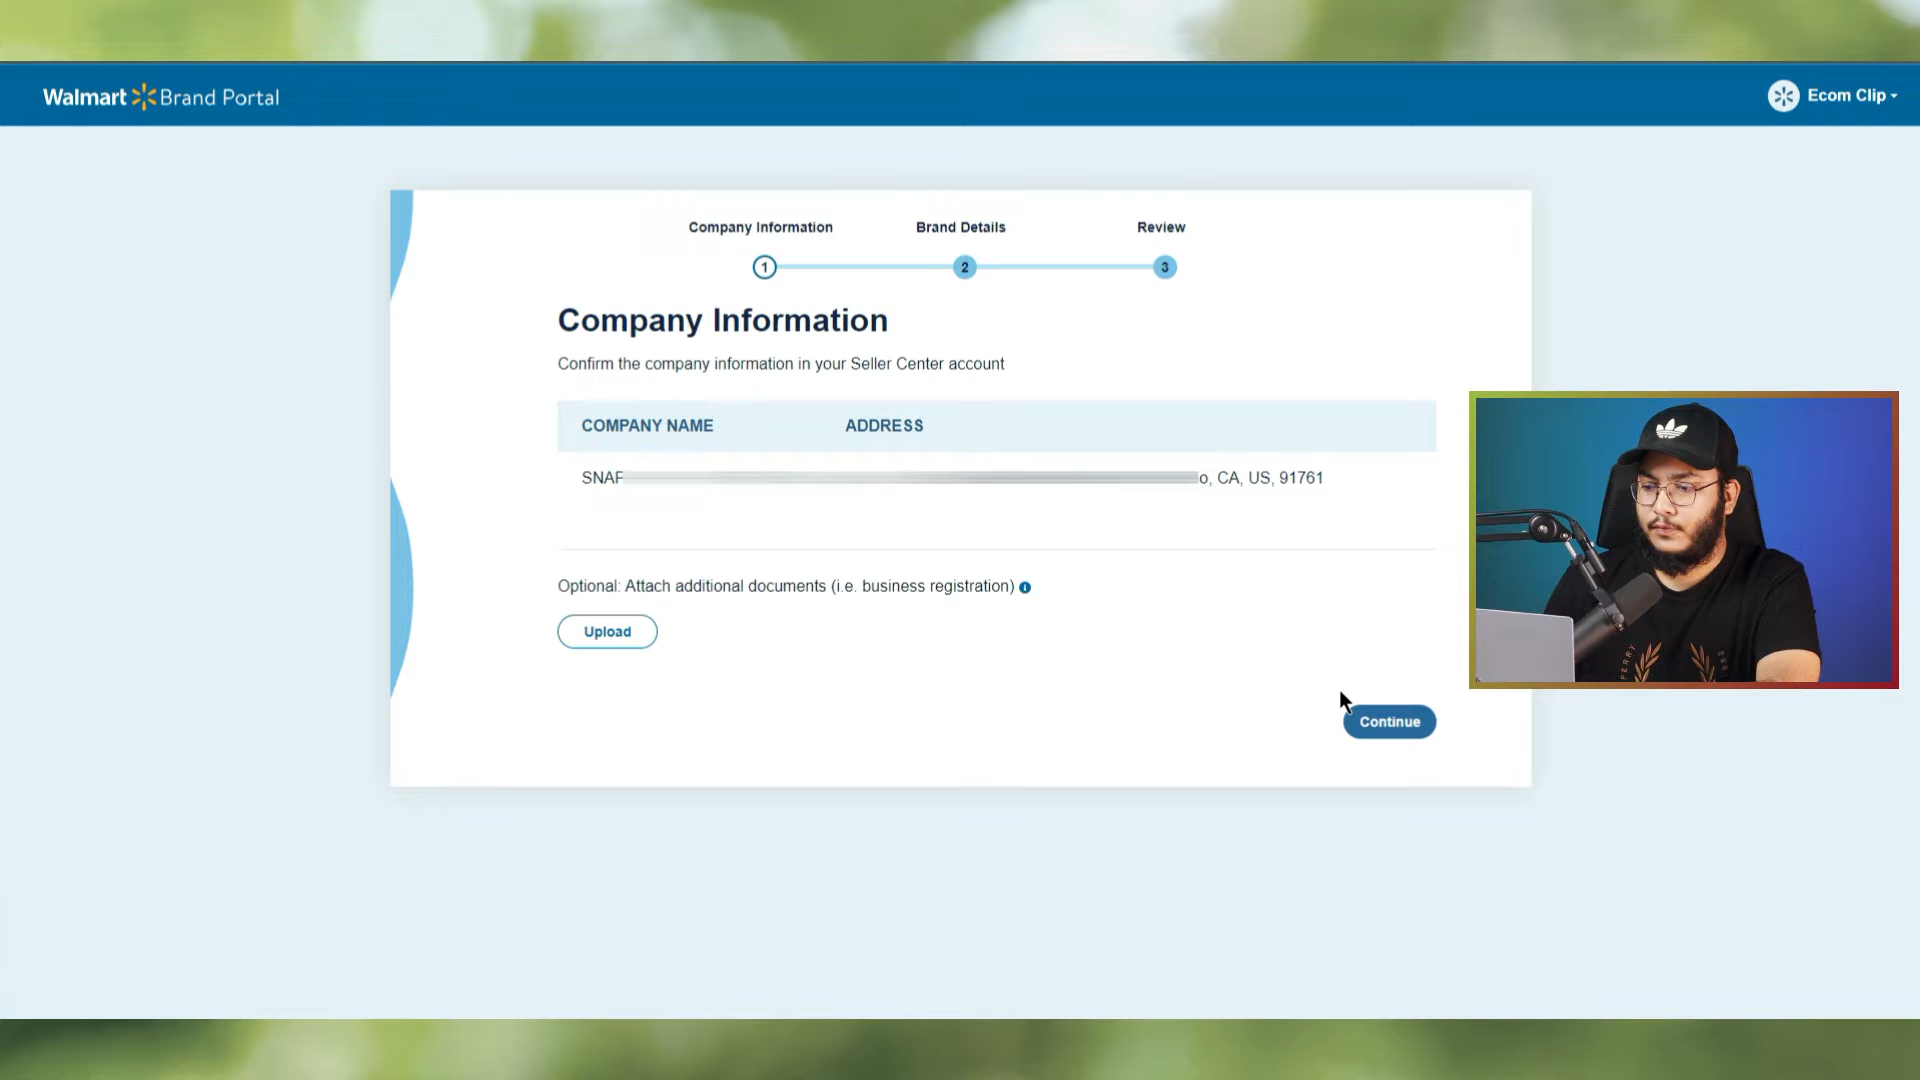 Walmart Brand Portal
Ecom Clip
Company Information Brand Details Review
1 2 3
Company Information
Confirm the company information in your Seller Center account
COMPANY NAME ADDRESS
SNAF o, CA, US, 91761
Optional: Attach additional documents (i.e. business registration)
Upload
Continue
PERRY